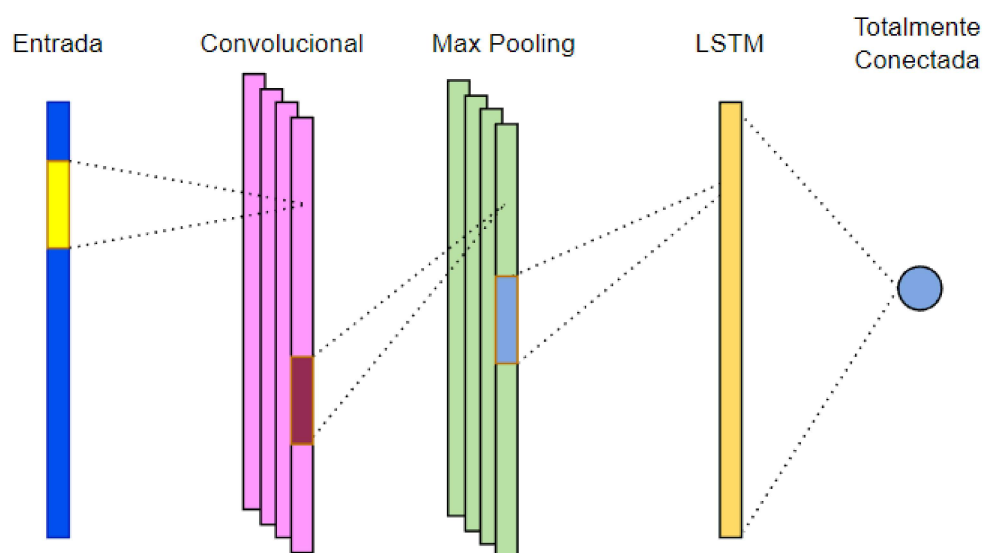 Entrada
Convolucional
Max Pooling
LSTM
Totalmente
Conectada